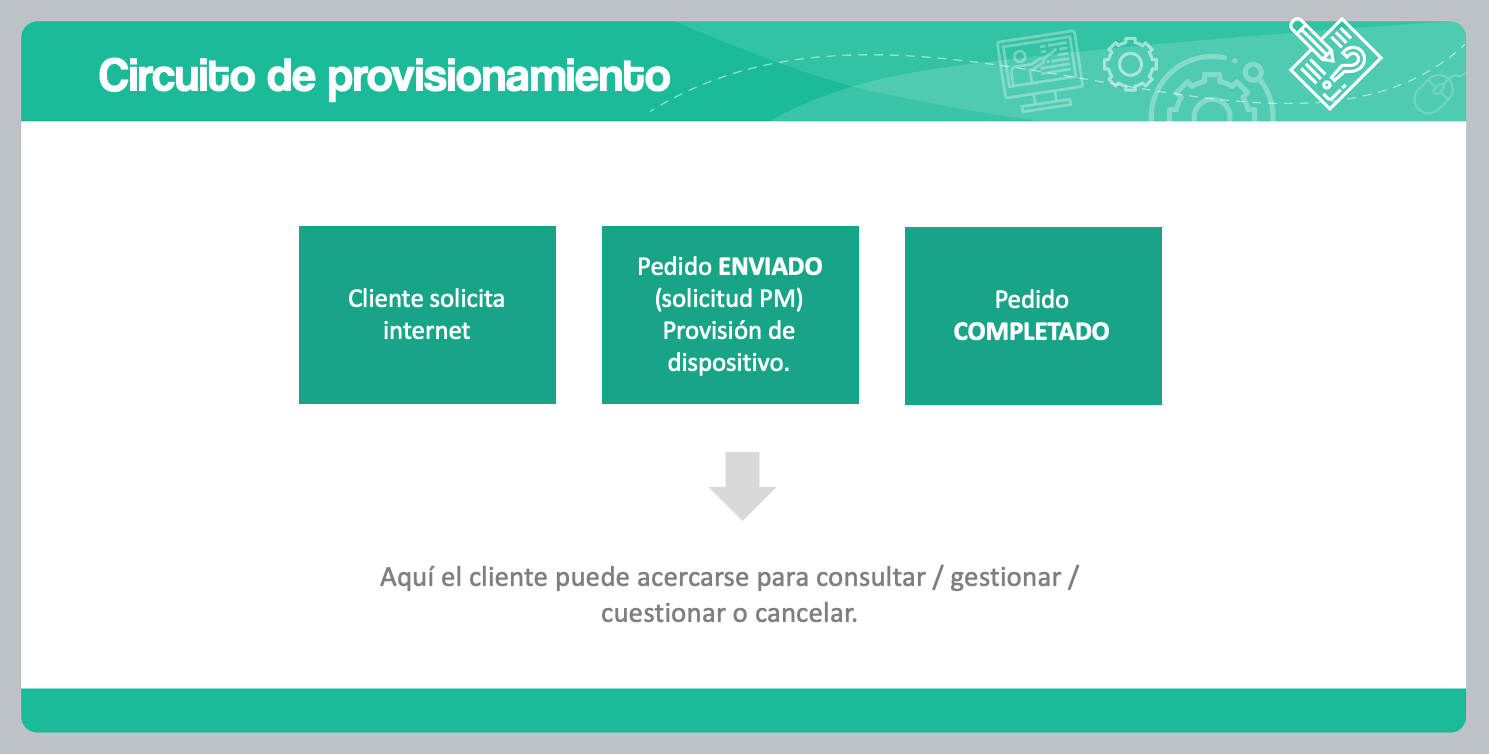 Circuito de provisionamiento
Cliente solicita
internet
Pedido ENVIADO
(solicitud PM)
Provisión de
dispositivo.
Pedido
COMPLETADO
Aquí el cliente puede acercarse para consultar / gestionar /
cuestionar o cancelar.